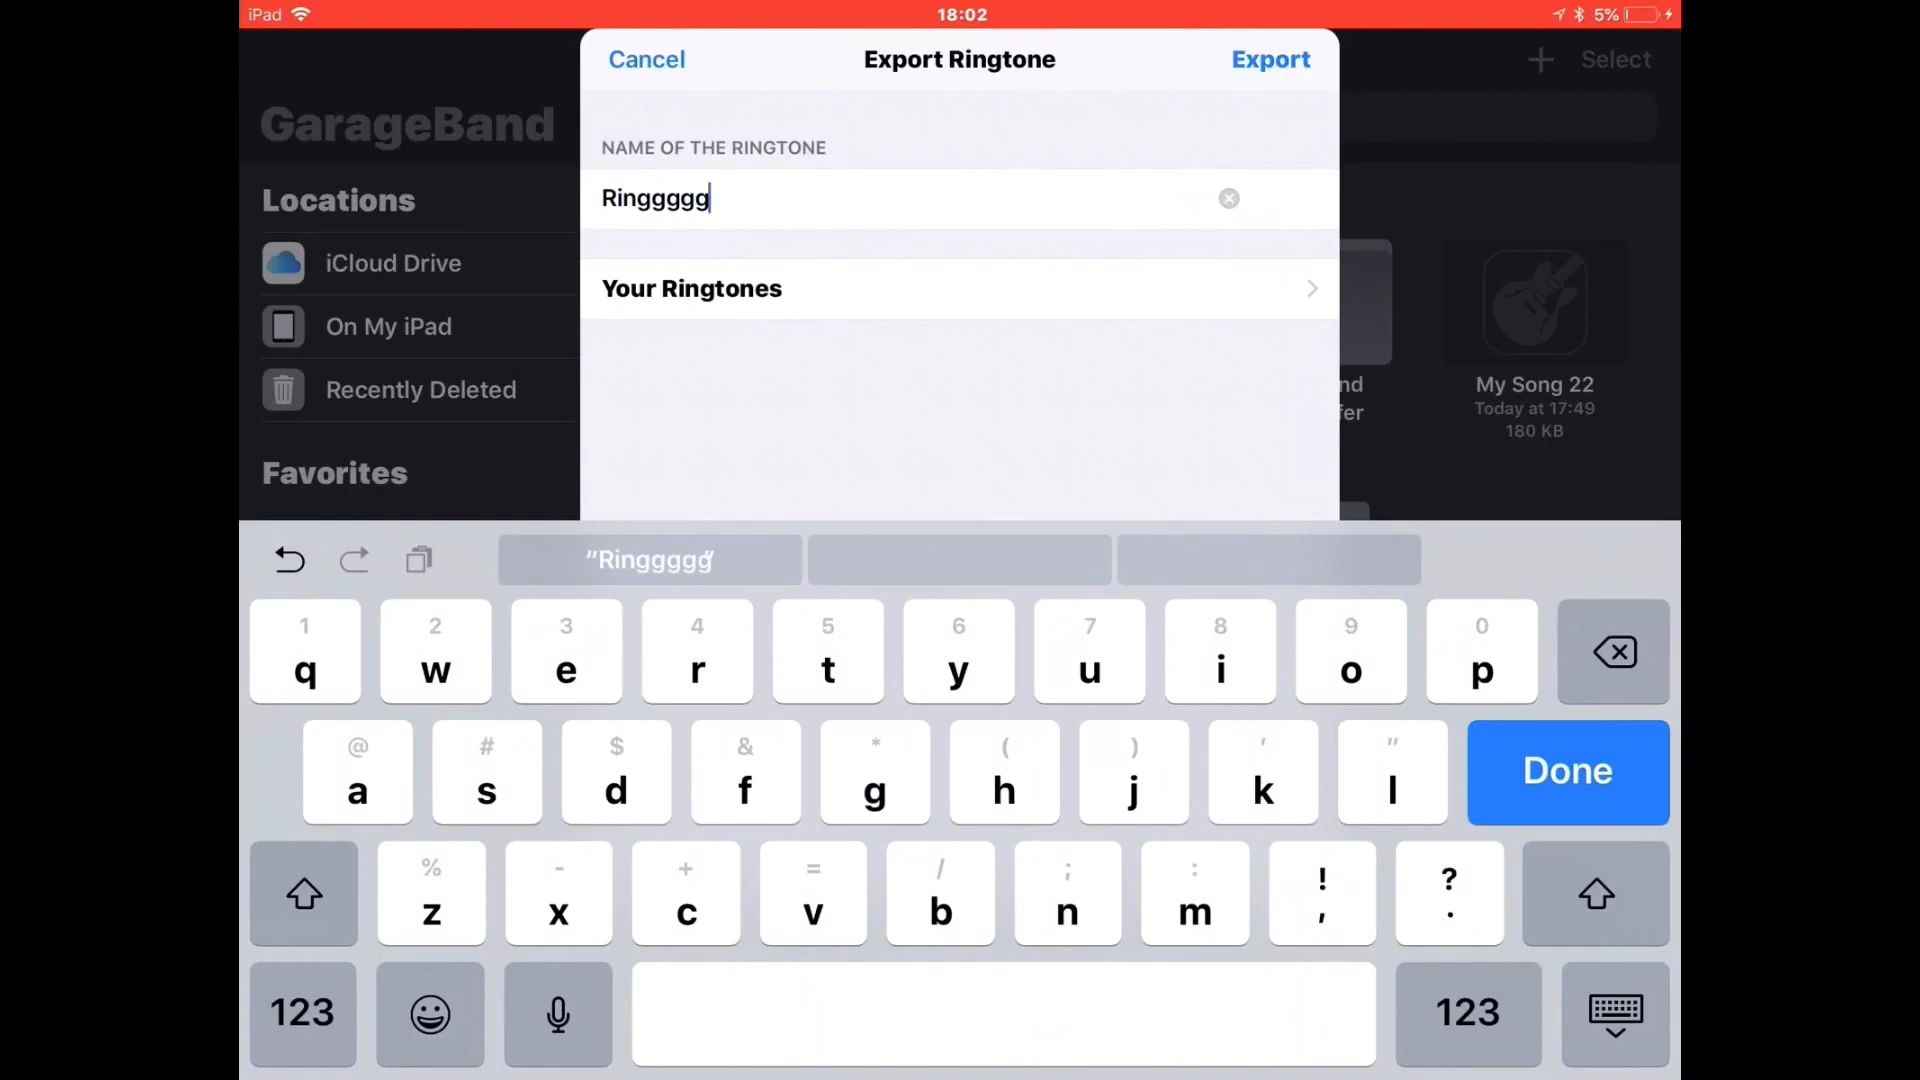 iPad 18:02 5%
Cancel Export Ringtone Export
+ Select
GarageBand
NAME OF THE RINGTONE
Locations
Ringgggg
iCloud Drive
Your Ringtones
On My iPad
nd
fer
My Song 22
Today at 17:49
180 KB
Recently Deleted
Favorites
“Ringgggg”
1 2 3 4 5 6 7 8 9 0
q w e r t y u i o p
@ # $ & * ( ) ' "
a s d f g h j k l Done
% - + = / ; : ! ?
z x c v b n m , .
123 123